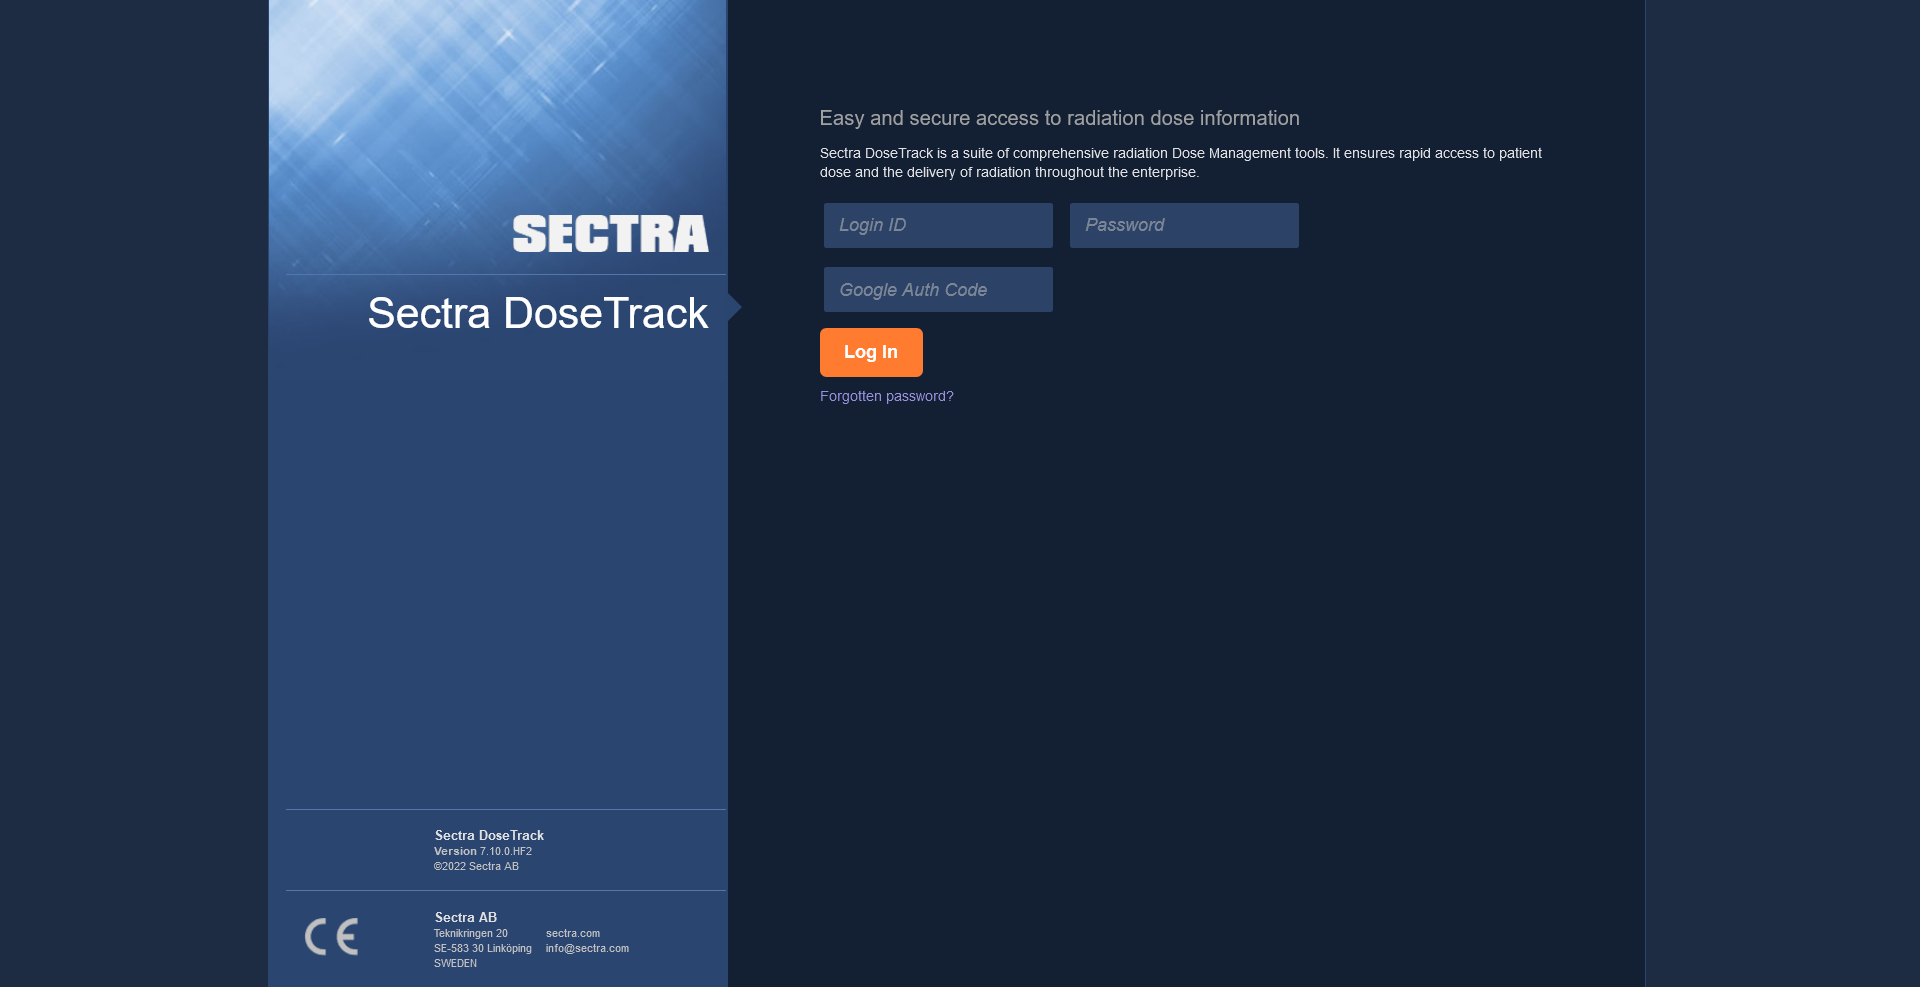 SECTRA
Sectra DoseTrack
Easy and secure access to radiation dose information
Sectra DoseTrack is a suite of comprehensive radiation Dose Management tools. It ensures rapid access to patient
dose and the delivery of radiation throughout the enterprise.
Login ID
Password
Google Auth Code
Log In
Forgotten password?
Sectra DoseTrack
Version 7.10.0.HF2
©2022 Sectra AB
CE
Sectra AB
Teknikringen 20
SE-583 30 Linköping
SWEDEN
sectra.com
info@sectra.com